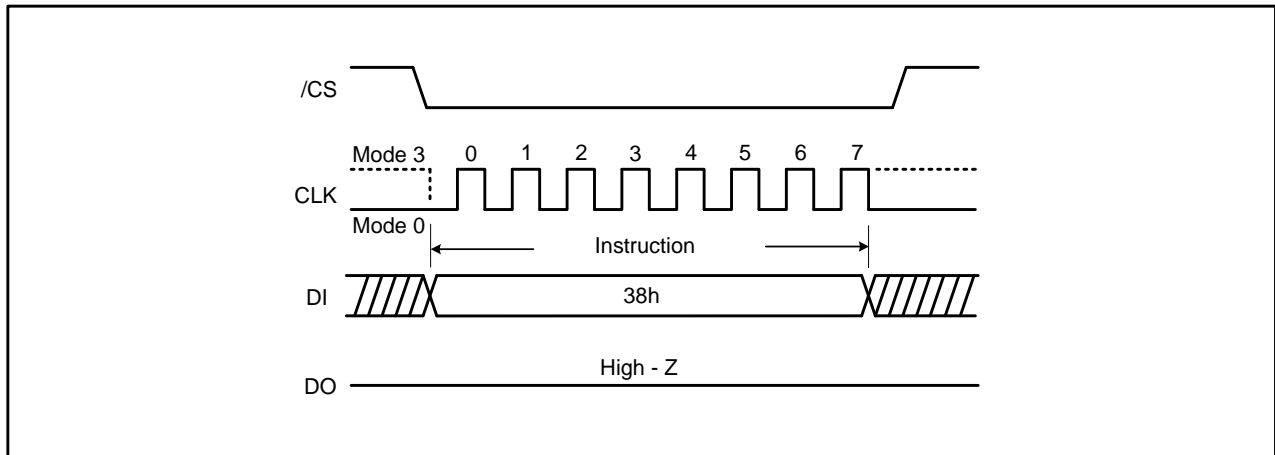 /CS
Mode 3 0 1 2 3 4 5 6 7
CLK
Mode 0
Instruction
DI 38h
High - Z
DO